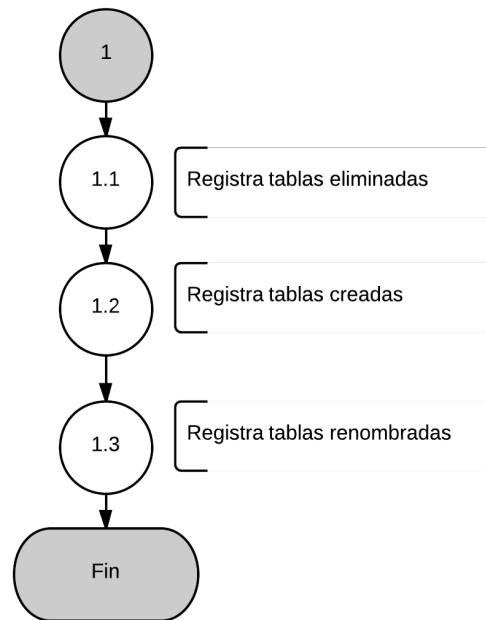 1
1.1
Registra tablas eliminadas
1.2
Registra tablas creadas
1.3
Registra tablas renombradas
Fin